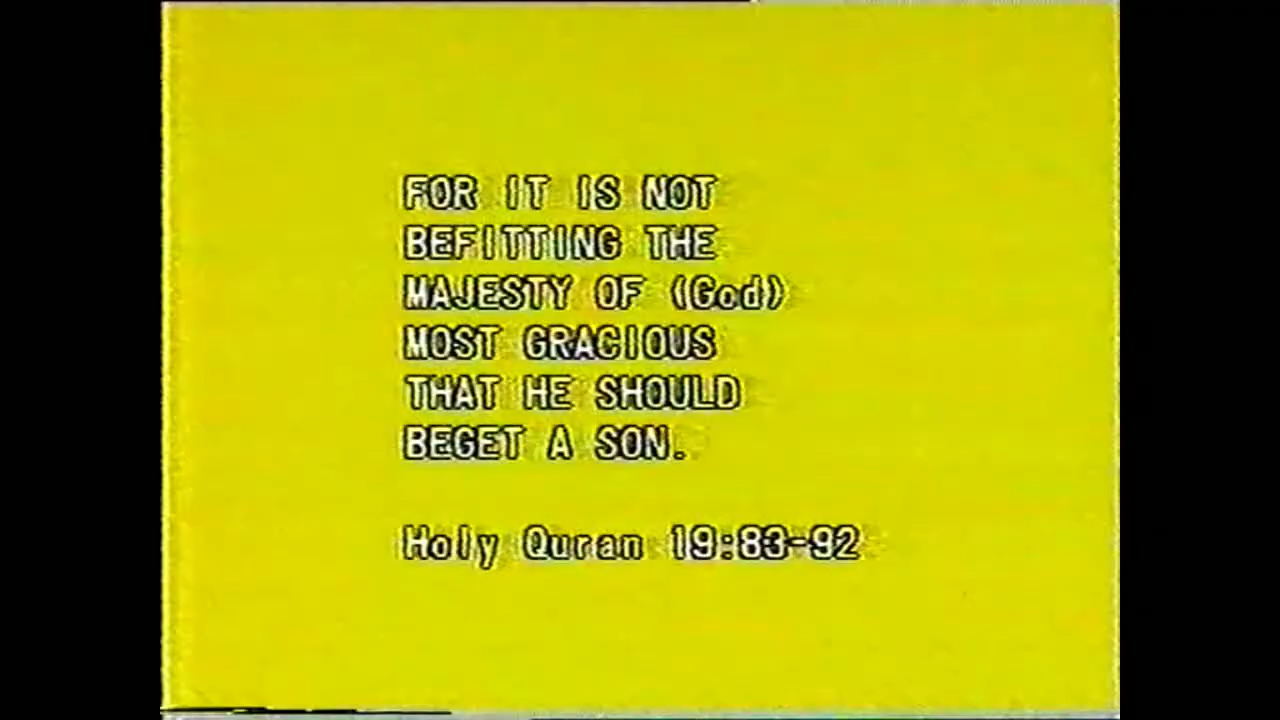 FOR IT IS NOT
BEFITTING THE
MAJESTY OF (God)
MOST GRACIOUS
THAT HE SHOULD
BEGET A SON.
Holy Quran 19:83-92